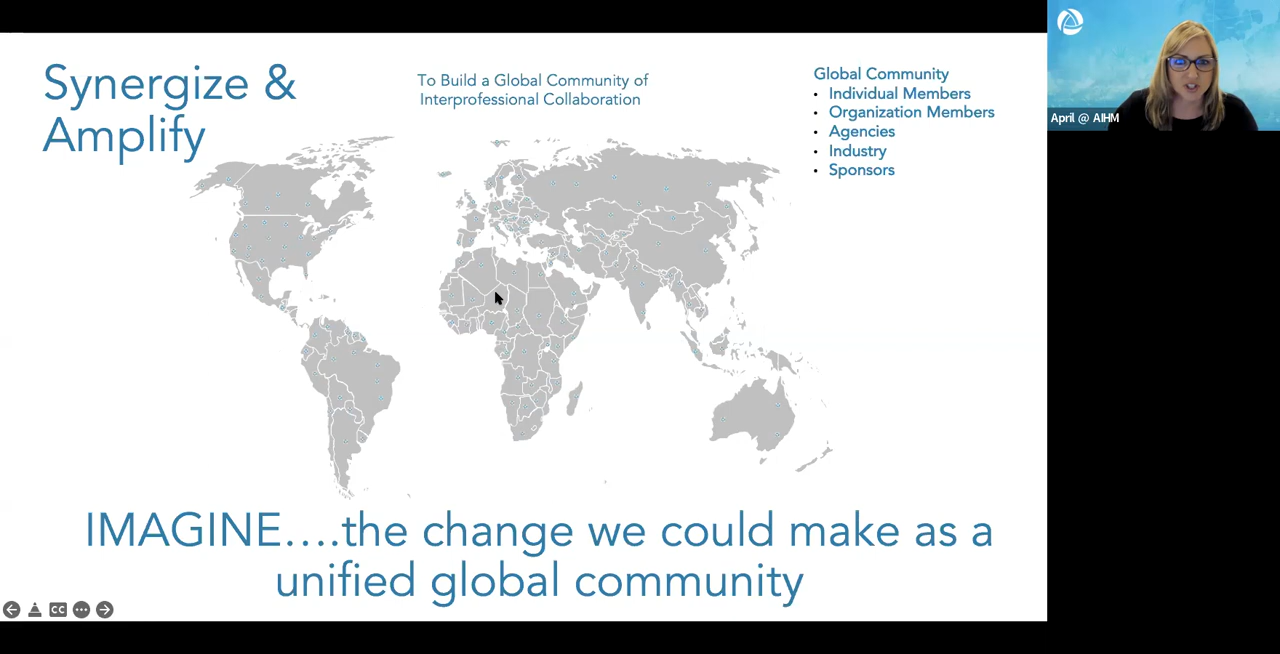 Synergize &
Amplify
To Build a Global Community of
Interprofessional Collaboration
Global Community
• Individual Members
• Organization Members
• Agencies
• Industry
• Sponsors
April @ AIHM
IMAGINE….the change we could make as a
unified global community
CC